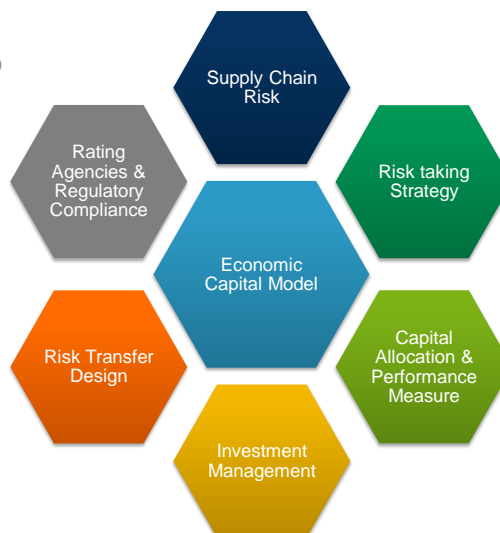 Supply Chain
Risk
Rating
Agencies &
Regulatory
Compliance
Risk taking
Strategy
Economic
Capital Model
Risk Transfer
Design
Capital
Allocation &
Performance
Measure
Investment
Management